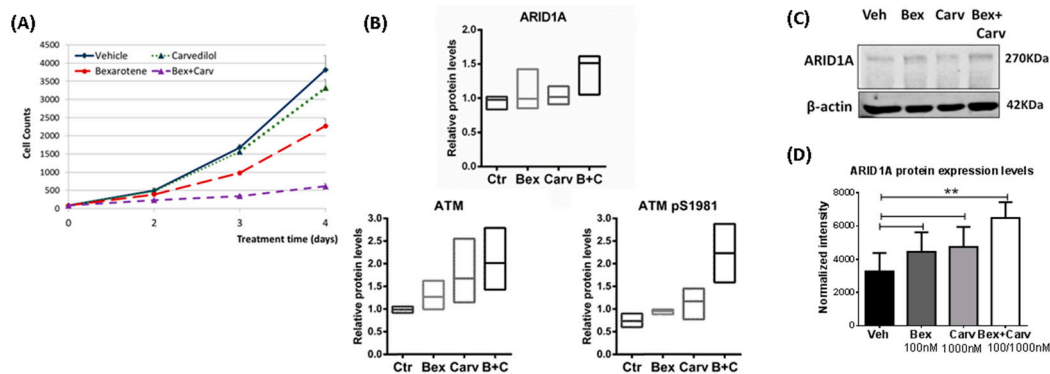 (A)
Vehicle
Carvedilol
Bexarotene
Bex+Carv
4500
4000
3500
3000
2500
2000
1500
1000
500
0
Cell Counts
0 2 3 4
Treatment time (days)
(B)
ARID1A
Relative protein levels
2.0
1.5
1.0
0.5
0.0
Ctr Bex Carv B+C
ATM
Relative protein levels
3.0
2.5
2.0
1.5
1.0
0.5
0.0
Ctr Bex Carv B+C
ATM pS1981
Relative protein levels
3.0
2.5
2.0
1.5
1.0
0.5
0.0
Ctr Bex Carv B+C
(C)
Veh Bex Carv Bex+
Carv
ARID1A 270KDa
β-actin 42KDa
(D)
ARID1A protein expression levels
Normalized intensity
8000
6000
4000
2000
0
**
Veh Bex Carv Bex+Carv
100nM 1000nM 100/1000nM